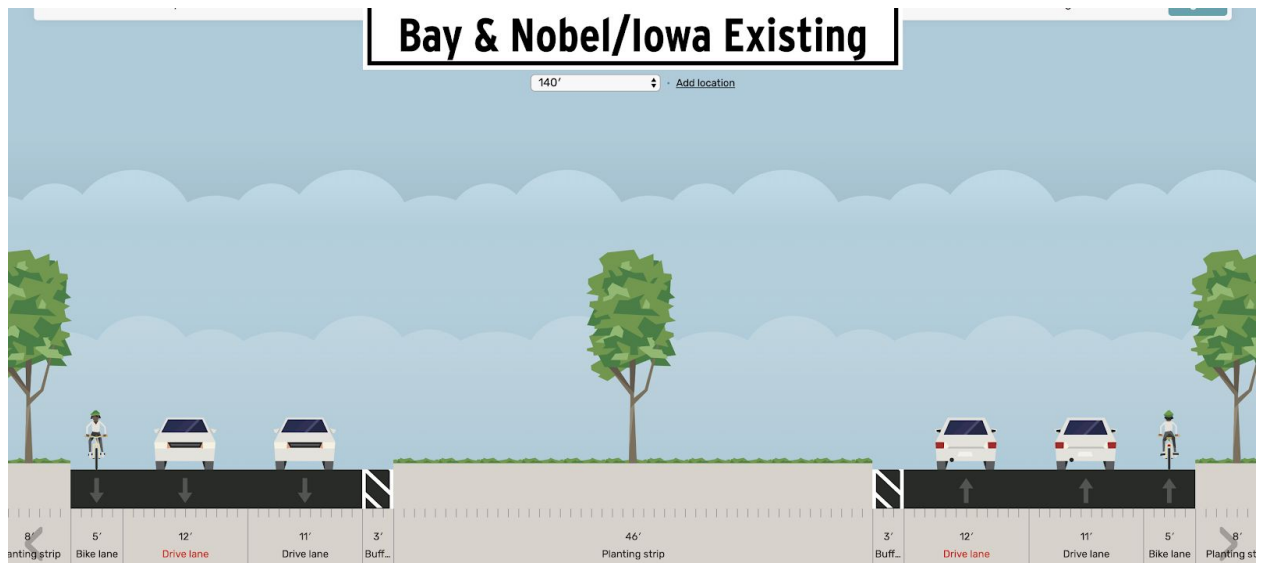 Bay & Nobel/Iowa Existing
140′ · Add location
8′ 5′ 12′ 11′ 3′ 46′ 3′ 12′ 11′ 5′ 8′
anting strip Bike lane Drive lane Drive lane Buff... Planting strip Buff... Drive lane Drive lane Bike lane Planting st